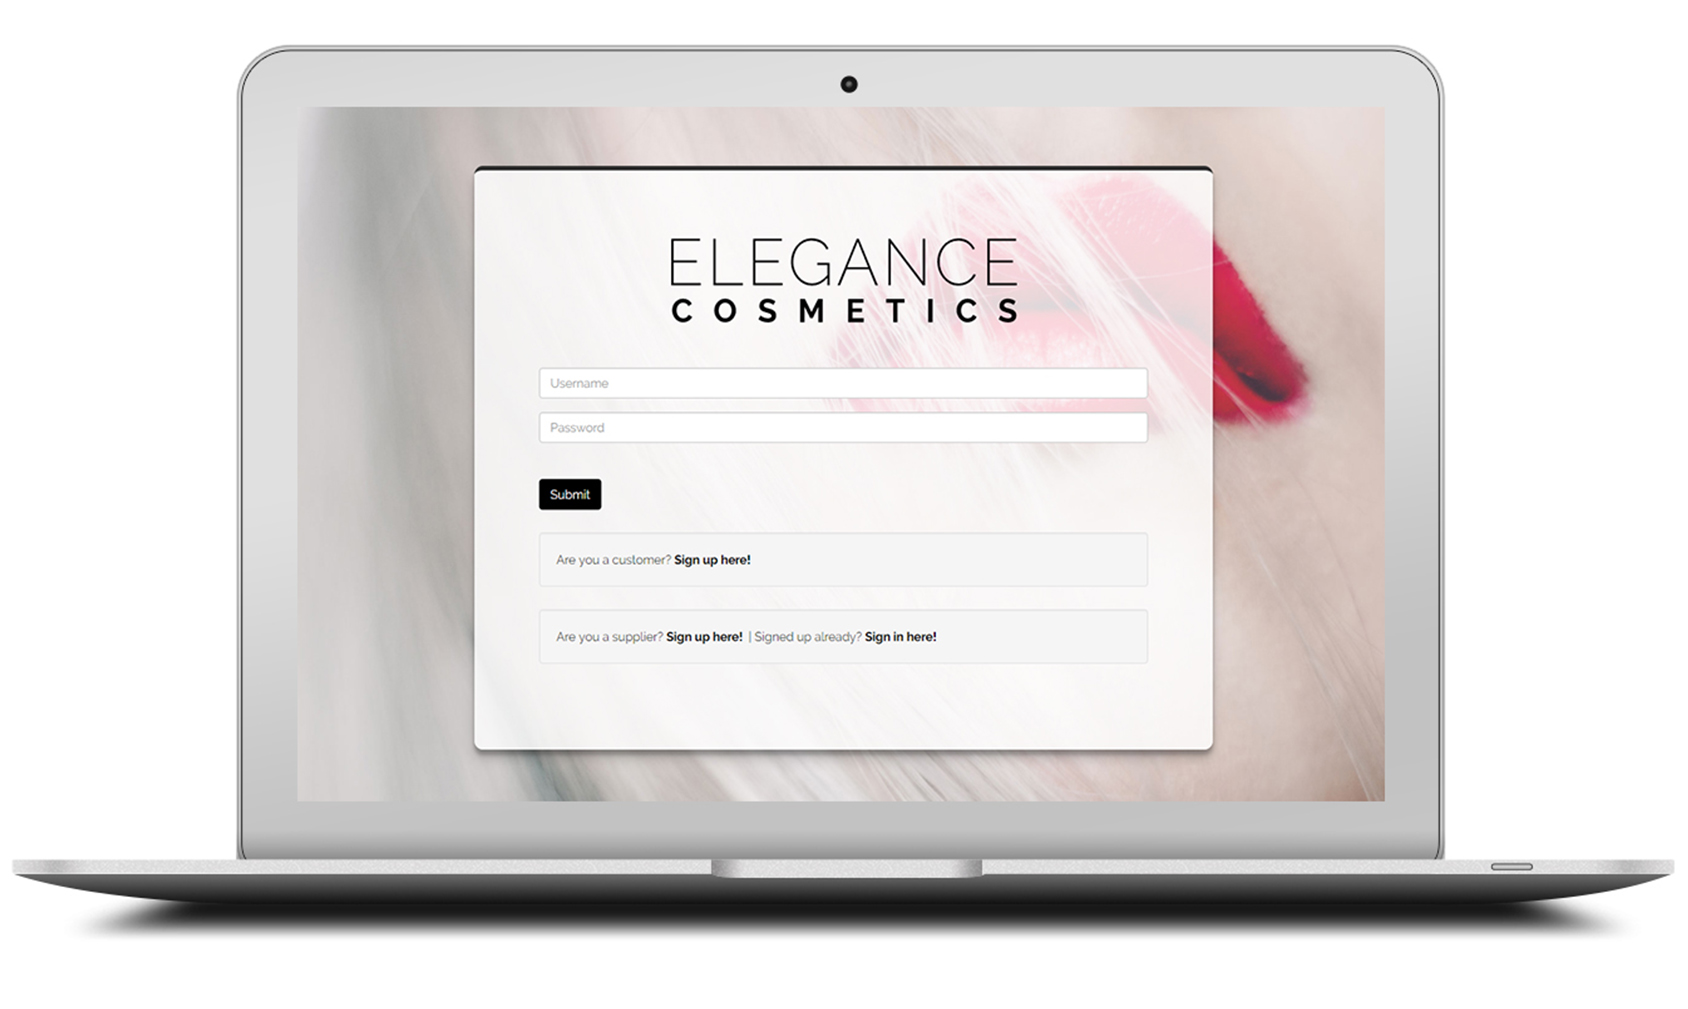 ELEGANCE
COSMETICS
Username
Password
Submit
Are you a customer? Sign up here!
Are you a supplier? Sign up here! | Signed up already? Sign in here!